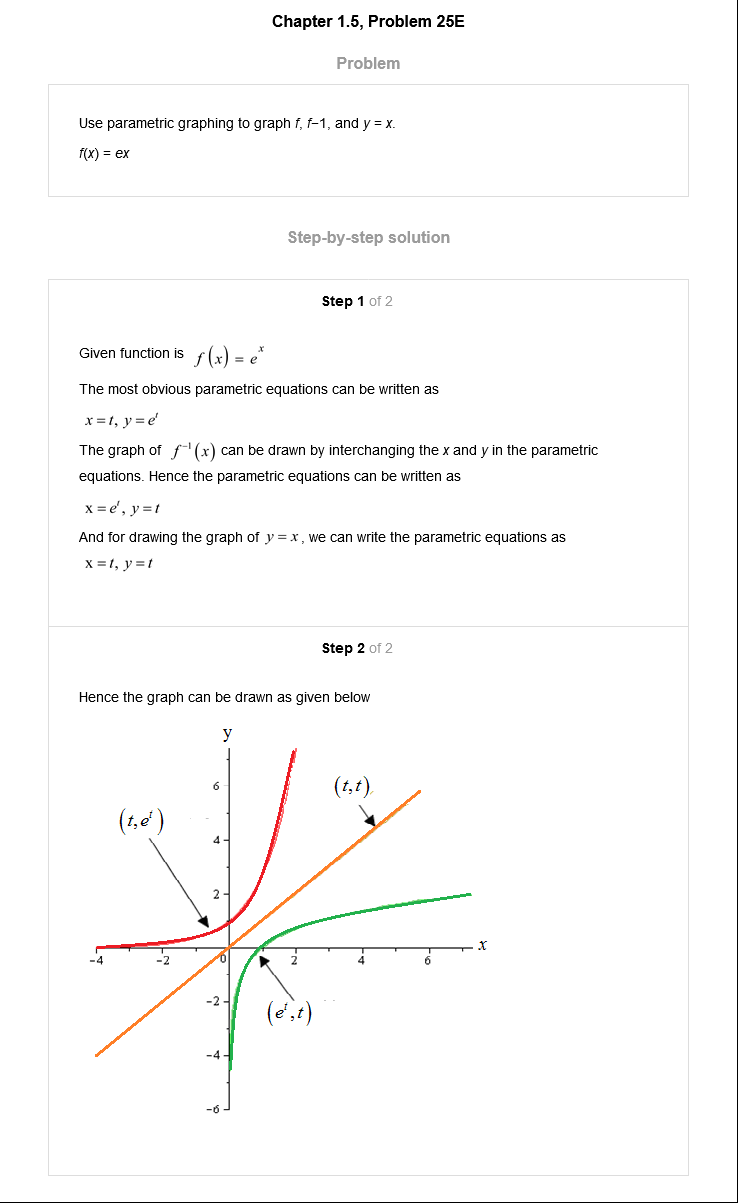 Chapter 1.5, Problem 25E
Problem
Use parametric graphing to graph f, f–1, and y = x.
f(x) = ex
Step-by-step solution
Step 1 of 2
Given function is f(x) = eˣ
The most obvious parametric equations can be written as
x = t, y = eᵗ
The graph of f⁻¹(x) can be drawn by interchanging the x and y in the parametric
equations. Hence the parametric equations can be written as
x = eᵗ, y = t
And for drawing the graph of y = x, we can write the parametric equations as
x = t, y = t
Step 2 of 2
Hence the graph can be drawn as given below
y
6
(t,t)
(t,eᵗ)
4
2
x
-4
-2
0
2
4
6
-2
(eᵗ,t)
-4
-6